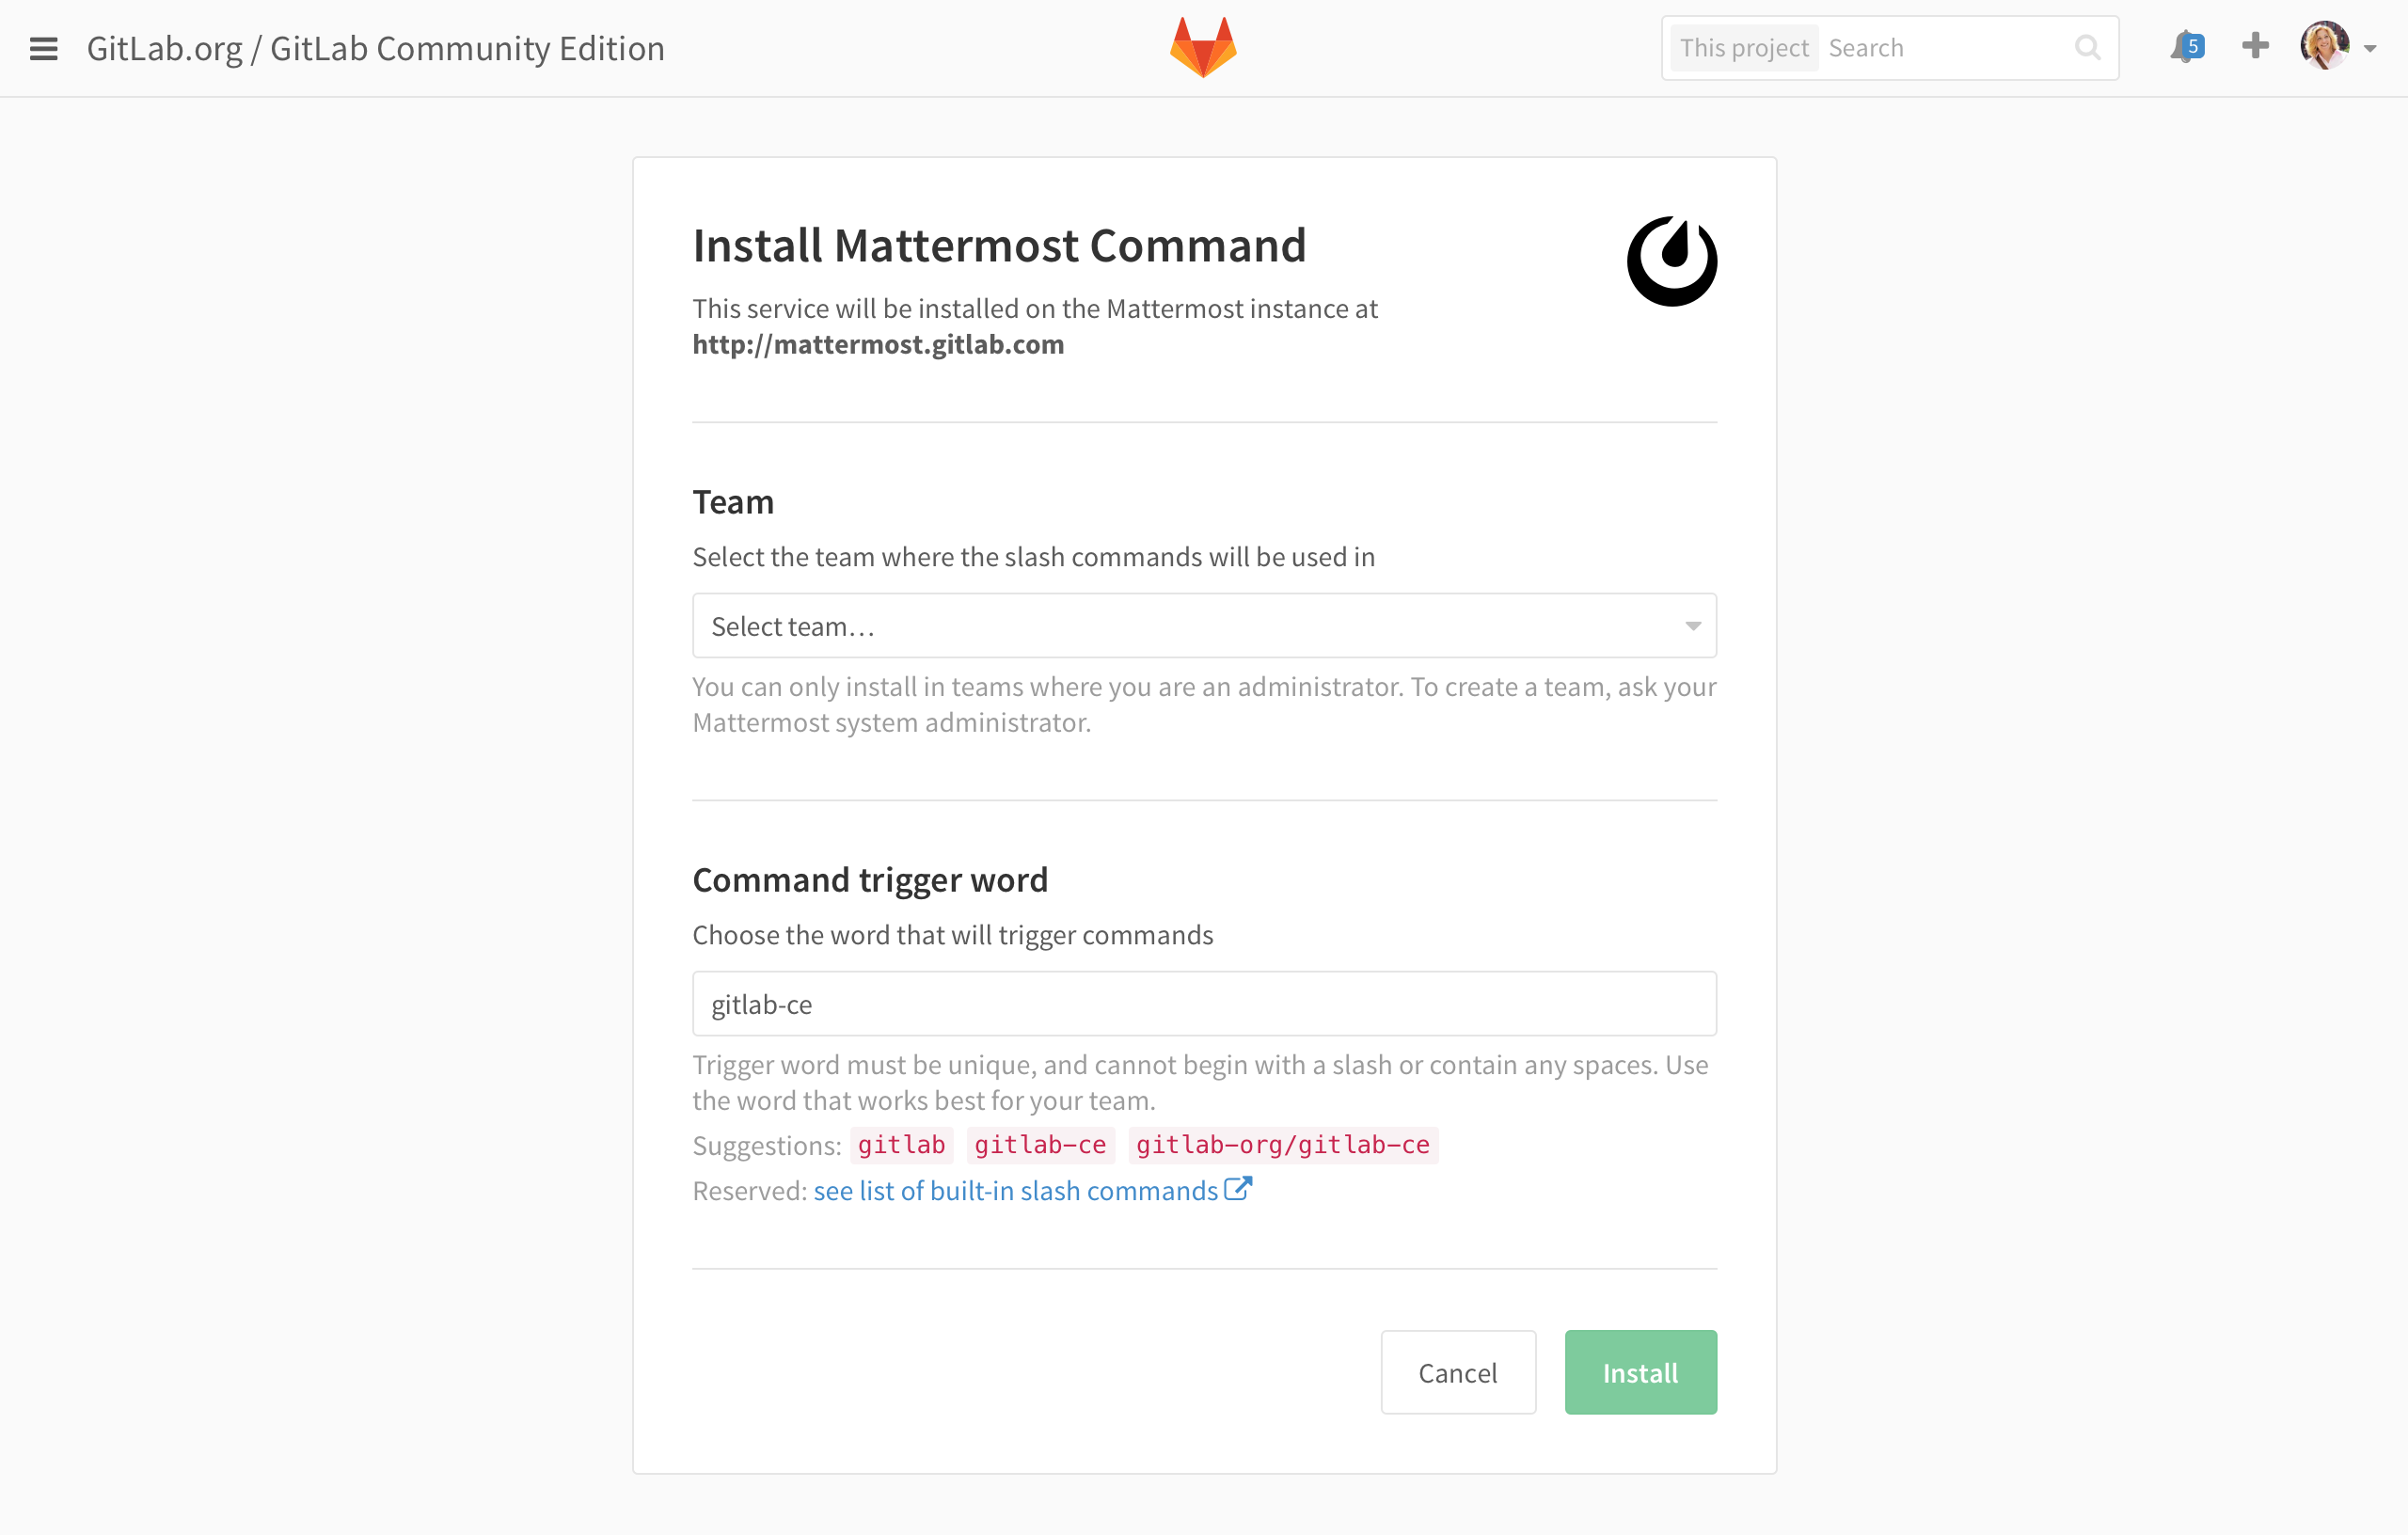 GitLab.org / GitLab Community Edition
This project Search
5
Install Mattermost Command
This service will be installed on the Mattermost instance at
http://mattermost.gitlab.com
Team
Select the team where the slash commands will be used in
Select team…
You can only install in teams where you are an administrator. To create a team, ask your
Mattermost system administrator.
Command trigger word
Choose the word that will trigger commands
gitlab-ce
Trigger word must be unique, and cannot begin with a slash or contain any spaces. Use
the word that works best for your team.
Suggestions: gitlab gitlab-ce gitlab-org/gitlab-ce
Reserved: see list of built-in slash commands
Cancel Install